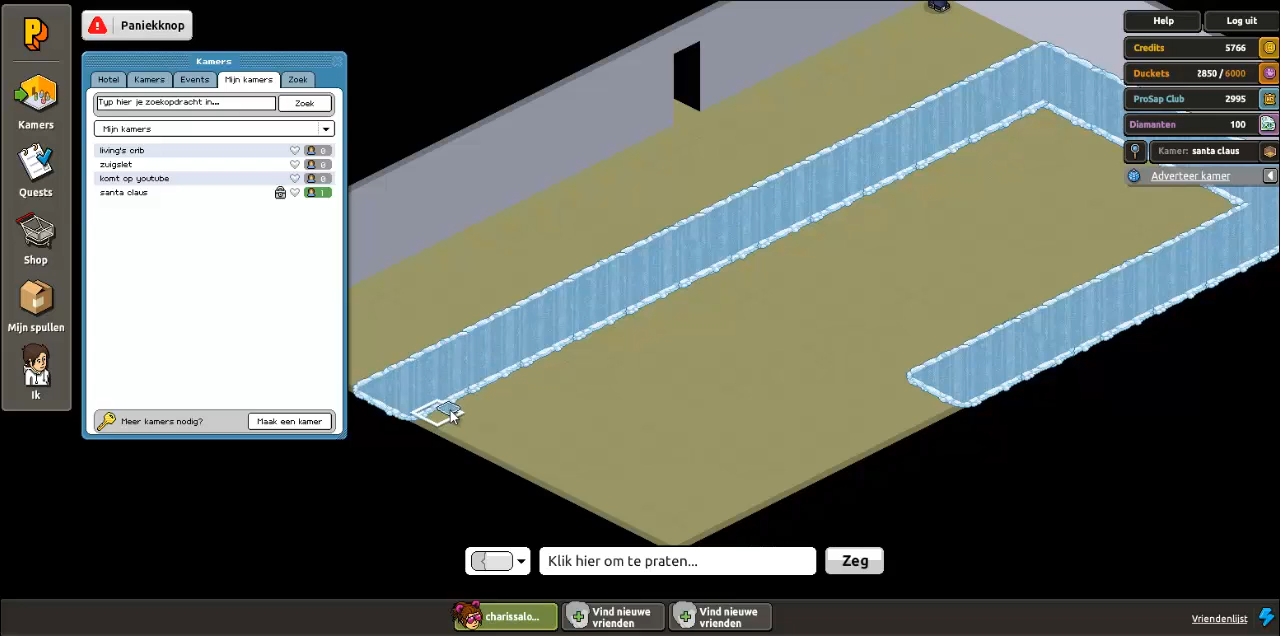 Paniekknop
Help
Log uit
Credits 5766
Duckets 2850 / 6000
ProSap Club 2995
Diamanten 100
Kamer: santa claus
Adverteer kamer
Kamers
Quests
Shop
Mijn spullen
Ik
Kamers
Hotel Kamers Events Mijn kamers Zoek
Typ hier je zoekopdracht in... Zoek
Mijn kamers
living's crib 0
zuigslet 0
komt op youtube 0
santa claus 1
Meer kamers nodig? Maak een kamer
Klik hier om te praten... Zeg
charissalo...
Vind nieuwe
vrienden
Vind nieuwe
vrienden
Vriendenlijst